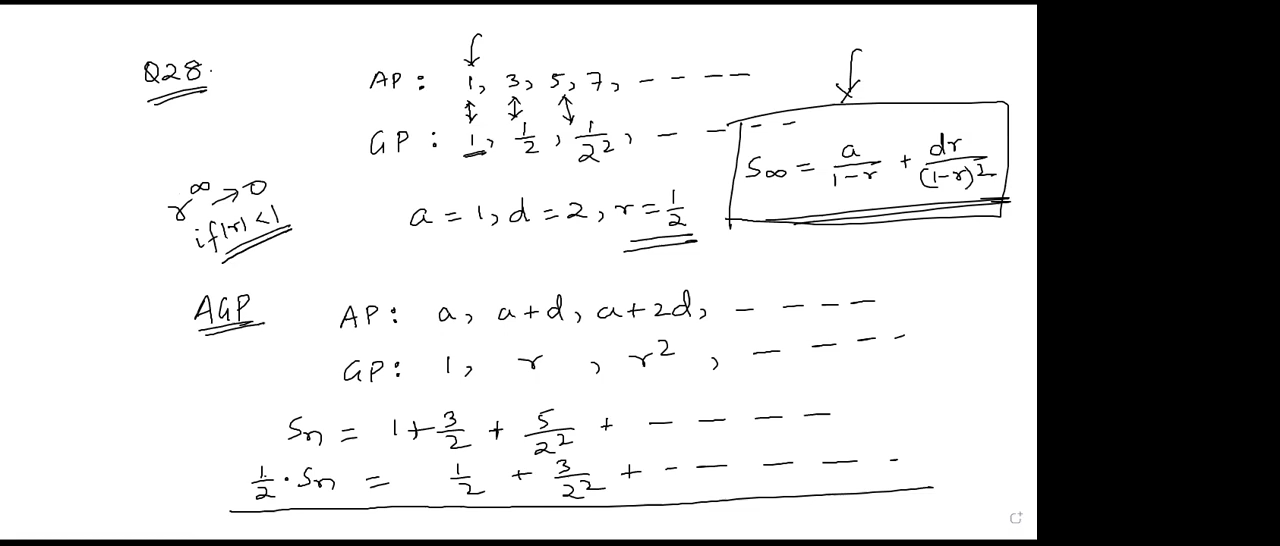 Q28.
AP: 1, 3, 5, 7, - - - -
GP: 1, 1/2, 1/2², - - - -
S∞ = a/(1-r) + dr/(1-r)²
r^∞ → 0
if |r| < 1
a = 1, d = 2, r = 1/2
AGP
AP: a, a+d, a+2d, - - - -
GP: 1, r, r², - - - -
Sn = 1 + 3/2 + 5/2² + - - - -
1/2 · Sn = 1/2 + 3/2² + - - - - -